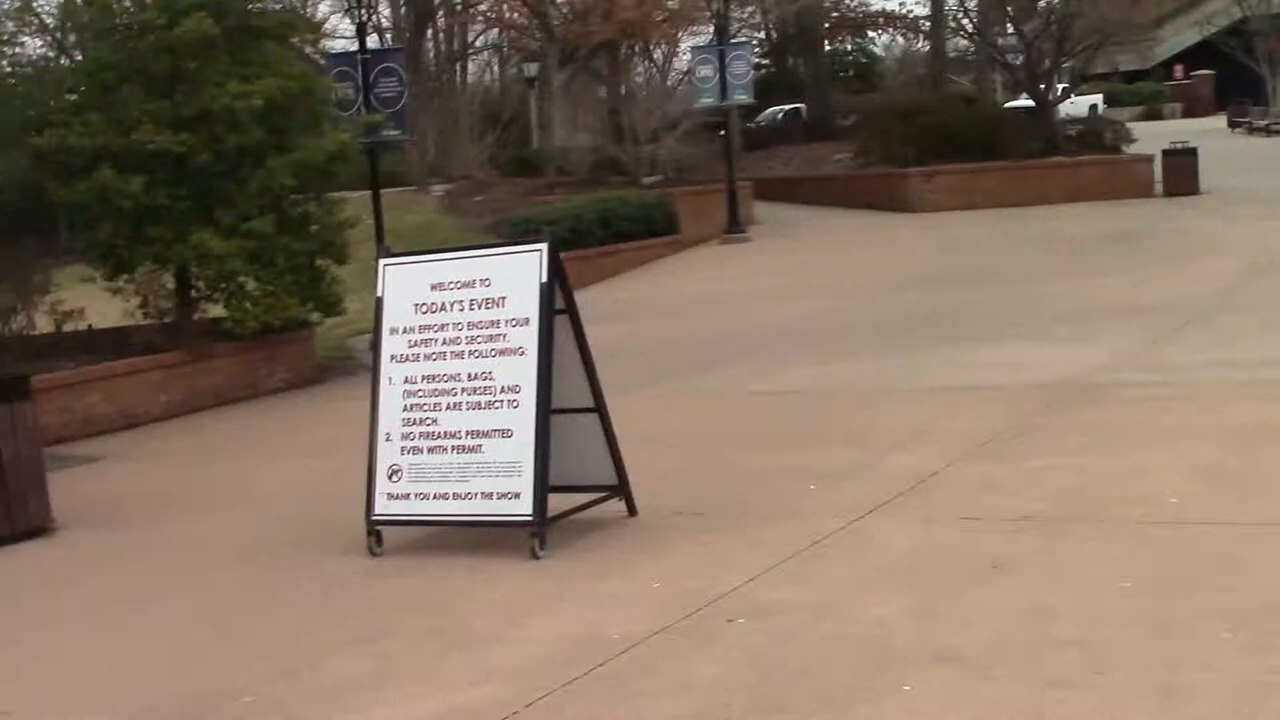 WELCOME TO
TODAY'S EVENT
IN AN EFFORT TO ENSURE YOUR
SAFETY AND SECURITY,
PLEASE NOTE THE FOLLOWING:
1. ALL PERSONS, BAGS,
(INCLUDING PURSES) AND
ARTICLES ARE SUBJECT TO
SEARCH.
2. NO FIREARMS PERMITTED
EVEN WITH PERMIT.
THANK YOU AND ENJOY THE SHOW